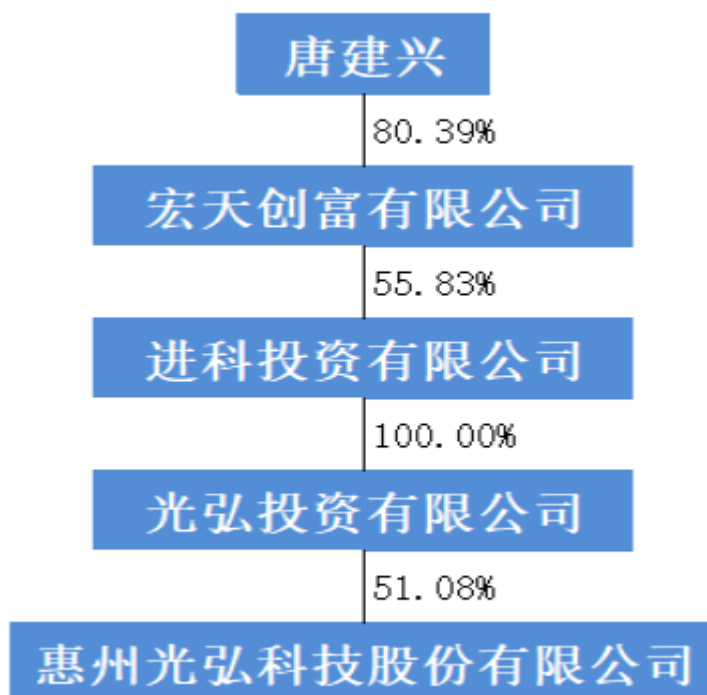 唐建兴
80.39%
宏天创富有限公司
55.83%
进科投资有限公司
100.00%
光弘投资有限公司
51.08%
惠州光弘科技股份有限公司